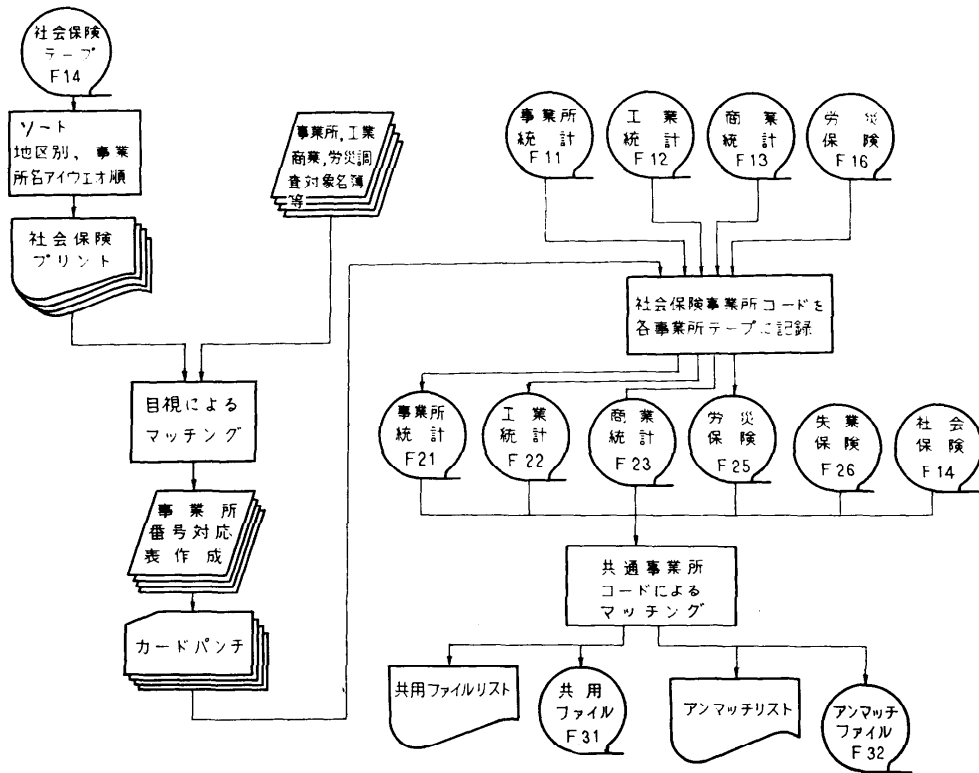 社会保険
テープ
F14
ソート
地区別、事業
所名アイウェオ順
社会保険
プリント
事業所,工業
商業,労災調
査対象名簿
等
目視による
マッチング
事業所
番号対応
表作成
カードパンチ
事業所
統計
F11
工業
統計
F12
商業
統計
F13
労災
保険
F16
社会保険事業所コードを
各事業所テープに記録
事業所
統計
F21
工業
統計
F22
商業
統計
F23
労災
保険
F25
失業
保険
F26
社会
保険
F14
共通事業所
コードによる
マッチング
共用ファイルリスト
共用
ファイル
F31
アンマッチリスト
アンマッチ
ファイル
F32